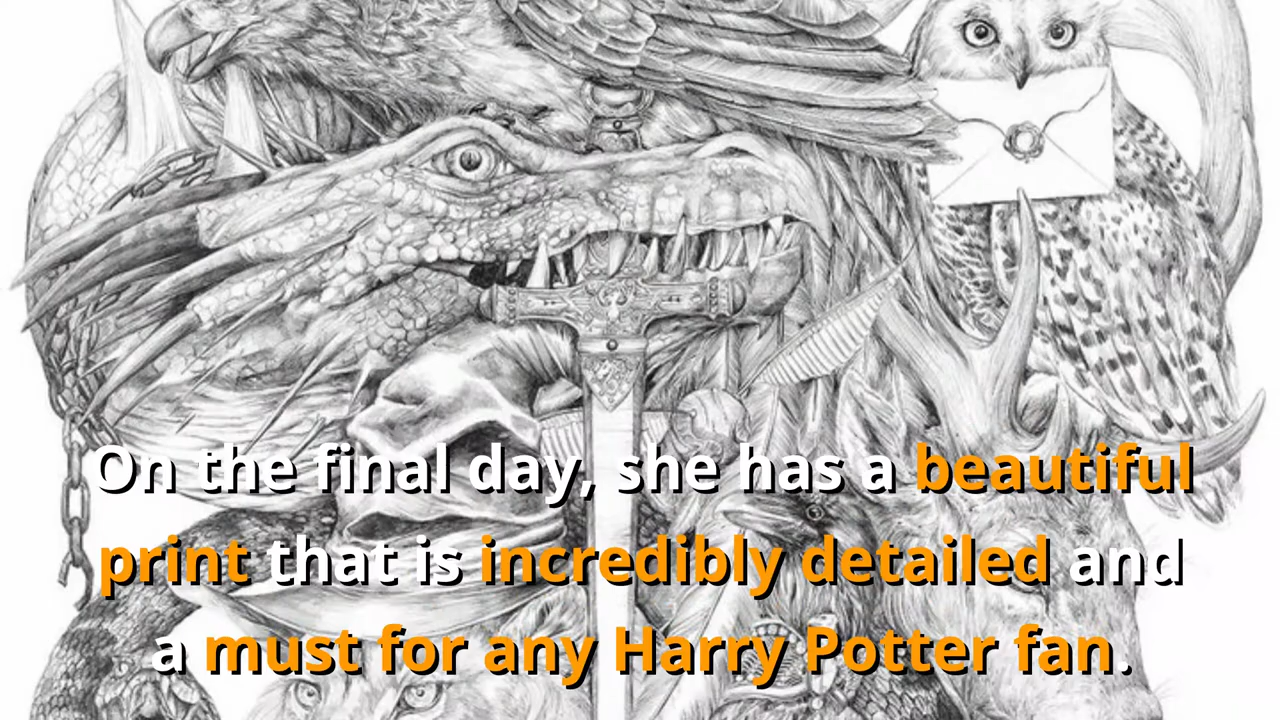 On the final day, she has a beautiful
print that is incredibly detailed and
a must for any Harry Potter fan.